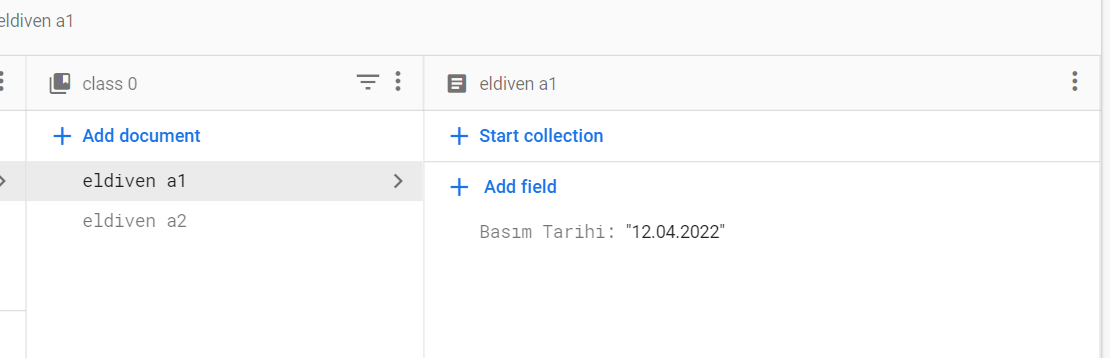 eldiven a1
class 0
eldiven a1
Add document
Start collection
eldiven a1
Add field
eldiven a2
Basım Tarihi: "12.04.2022"